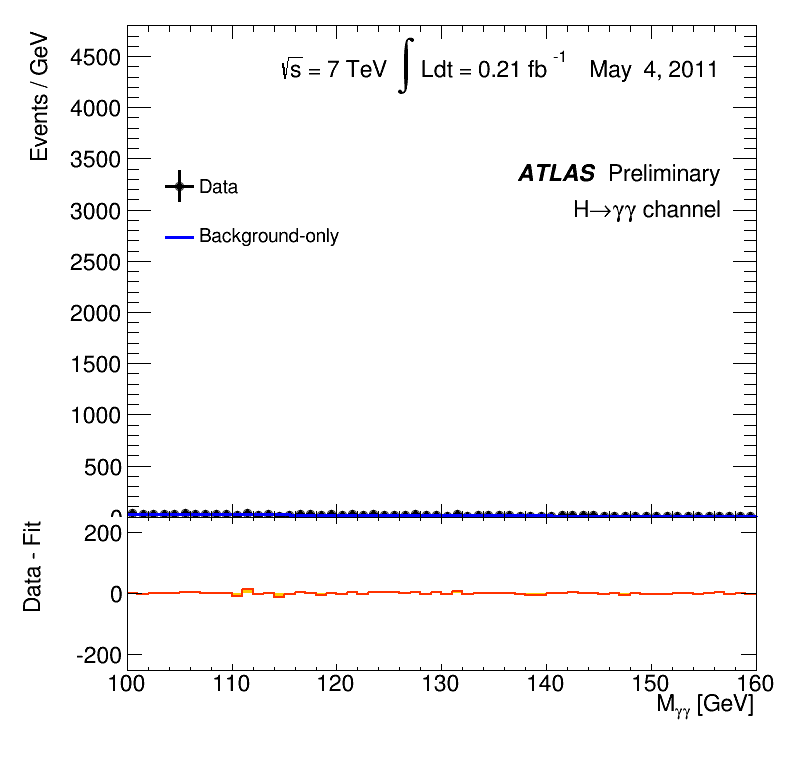 Events / GeV
4500
4000
3500
3000
2500
2000
1500
1000
500
0
√s = 7 TeV ∫ Ldt = 0.21 fb⁻¹ May 4, 2011
ATLAS Preliminary
H→γγ channel
Data
Background-only
Data - Fit
200
0
-200
100 110 120 130 140 150 160
Mγγ [GeV]